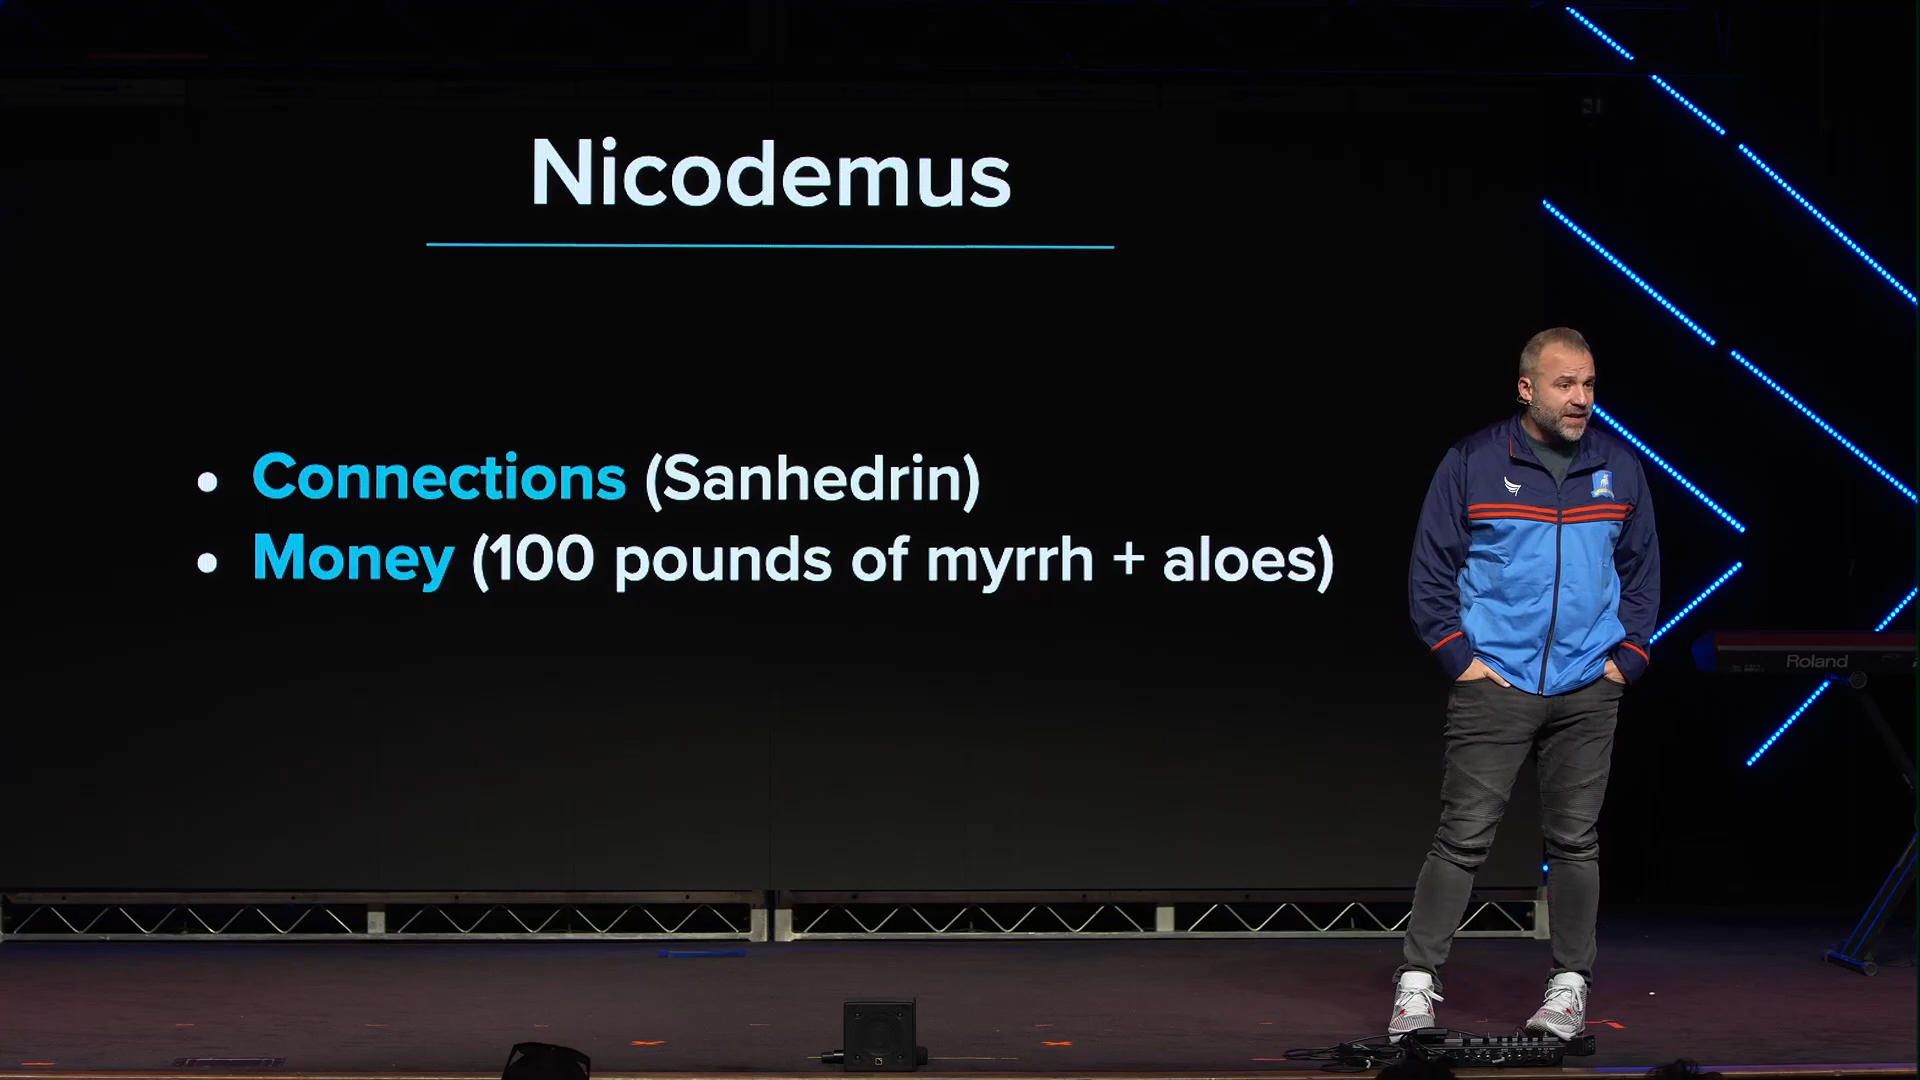 Nicodemus
• Connections (Sanhedrin)
• Money (100 pounds of myrrh + aloes)
Roland